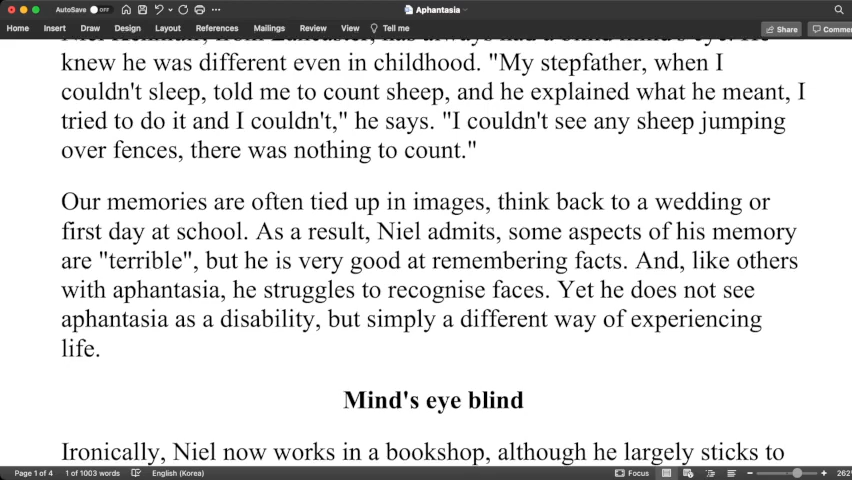 AutoSave OFF
Aphantasia
Home Insert Draw Design Layout References Mailings Review View Tell me Share
knew he was different even in childhood. "My stepfather, when I
couldn't sleep, told me to count sheep, and he explained what he meant, I
tried to do it and I couldn't," he says. "I couldn't see any sheep jumping
over fences, there was nothing to count."
Our memories are often tied up in images, think back to a wedding or
first day at school. As a result, Niel admits, some aspects of his memory
are "terrible", but he is very good at remembering facts. And, like others
with aphantasia, he struggles to recognise faces. Yet he does not see
aphantasia as a disability, but simply a different way of experiencing
life.
Mind's eye blind
Ironically, Niel now works in a bookshop, although he largely sticks to
Page 1 of 4 1 of 1003 words English (Korea) Focus